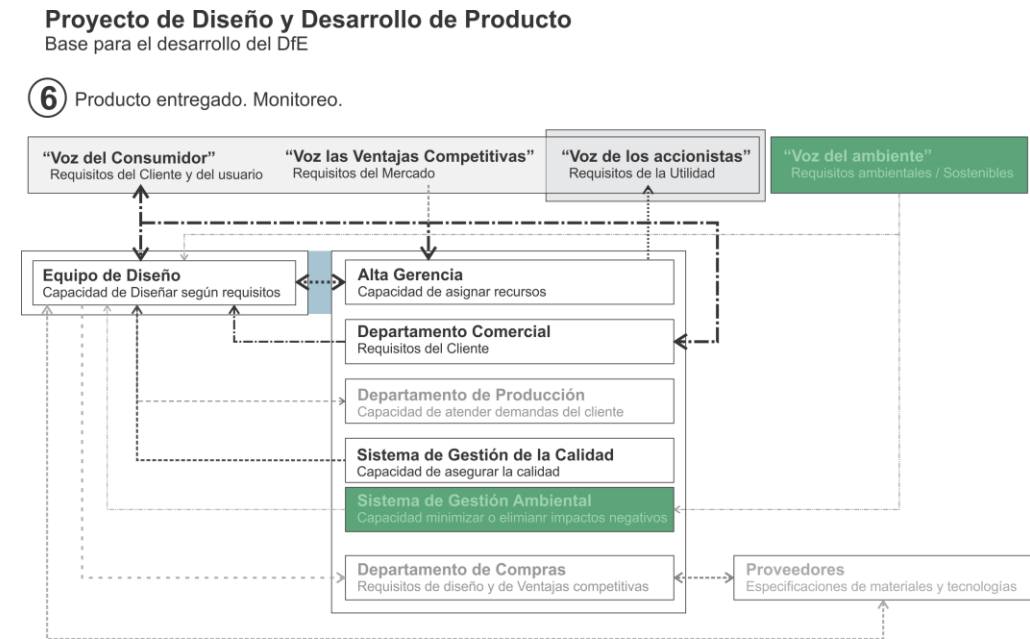 Proyecto de Diseño y Desarrollo de Producto
Base para el desarrollo del DfE
6 Producto entregado. Monitoreo.
“Voz del Consumidor”
Requisitos del Cliente y del usuario
“Voz las Ventajas Competitivas”
Requisitos del Mercado
“Voz de los accionistas”
Requisitos de la Utilidad
“Voz del ambiente”
Requisitos ambientales / Sostenibles
Equipo de Diseño
Capacidad de Diseñar según requisitos
Alta Gerencia
Capacidad de asignar recursos
Departamento Comercial
Requisitos del Cliente
Departamento de Producción
Capacidad de atender demandas del cliente
Sistema de Gestión de la Calidad
Capacidad de asegurar la calidad
Sistema de Gestión Ambiental
Capacidad minimizar o elimianr impactos negativos
Departamento de Compras
Requisitos de diseño y de Ventajas competitivas
Proveedores
Especificaciones de materiales y tecnologías